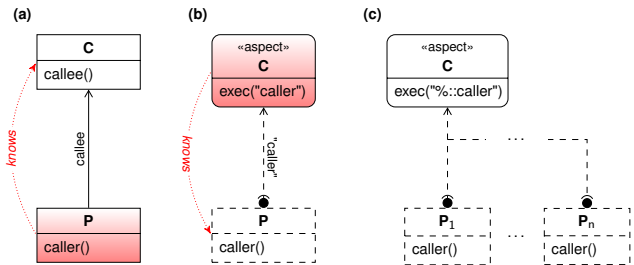 (a)
C
callee()
knows
callee
P
caller()
(b)
«aspect»
C
exec("caller")
knows
"caller"
P
caller()
(c)
«aspect»
C
exec("%::caller")
...
P1
caller()
...
Pn
caller()